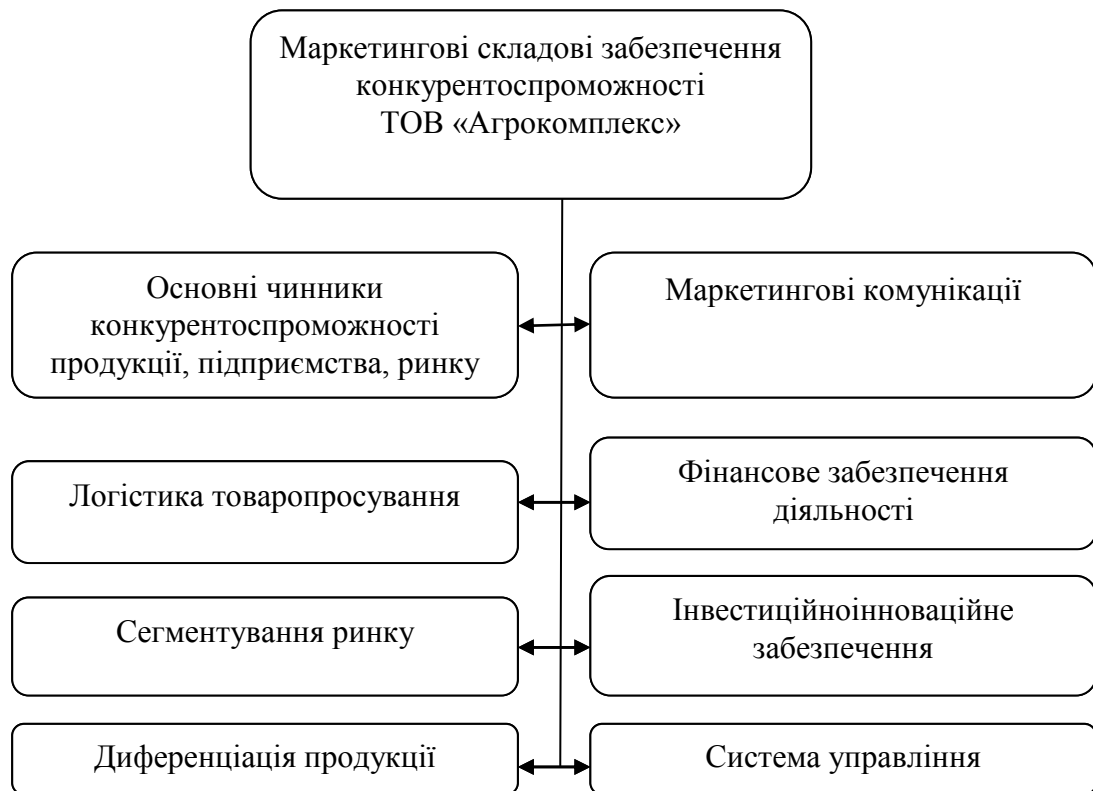 Маркетингові складові забезпечення
конкурентоспроможності
ТОВ «Агрокомплекс»
Основні чинники
конкурентоспроможності
продукції, підприємства, ринку
Маркетингові комунікації
Логістика товаропросування
Фінансове забезпечення
діяльності
Сегментування ринку
Інвестиційноінноваційне
забезпечення
Диференціація продукції
Система управління